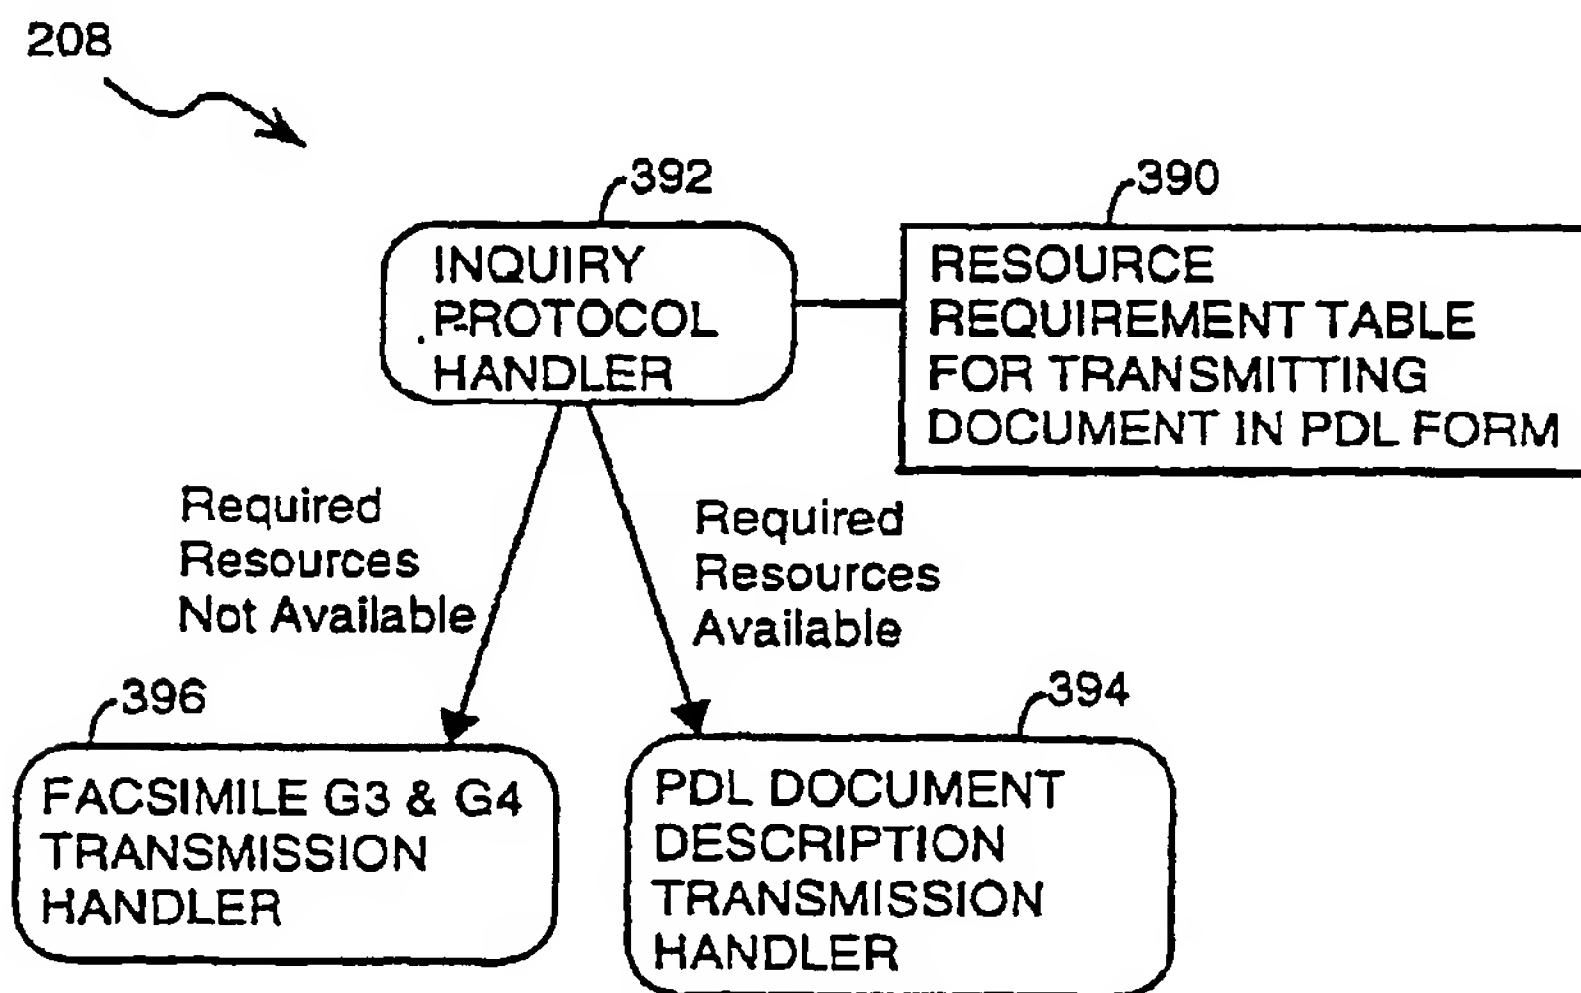 208
392
390
INQUIRY
PROTOCOL
HANDLER
RESOURCE
REQUIREMENT TABLE
FOR TRANSMITTING
DOCUMENT IN PDL FORM
Required
Resources
Not Available
Required
Resources
Available
396
394
FACSIMILE G3 & G4
TRANSMISSION
HANDLER
PDL DOCUMENT
DESCRIPTION
TRANSMISSION
HANDLER